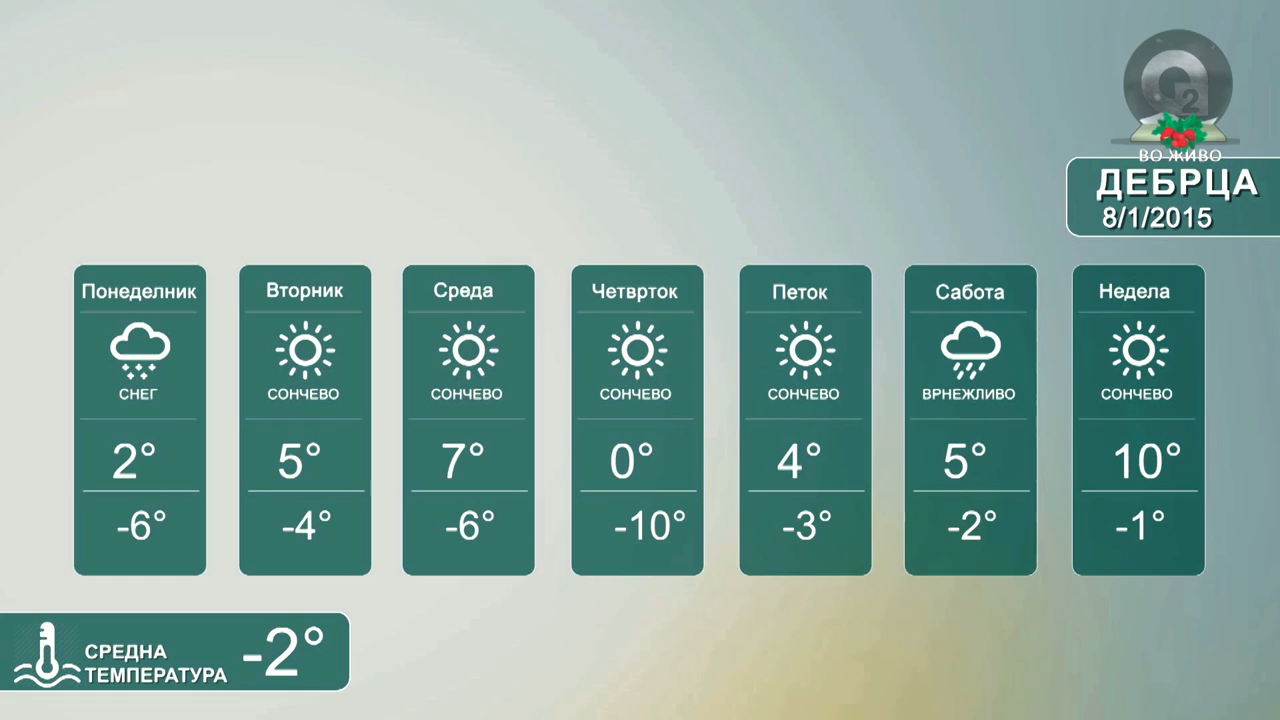 2
ВО ЖИВО
ДЕБРЦА
8/1/2015
Понеделник
СНЕГ
2°
-6°
Вторник
СОНЧЕВО
5°
-4°
Среда
СОНЧЕВО
7°
-6°
Четврток
СОНЧЕВО
0°
-10°
Петок
СОНЧЕВО
4°
-3°
Сабота
ВРНЕЖЛИВО
5°
-2°
Недела
СОНЧЕВО
10°
-1°
СРЕДНА
ТЕМПЕРАТУРА
-2°